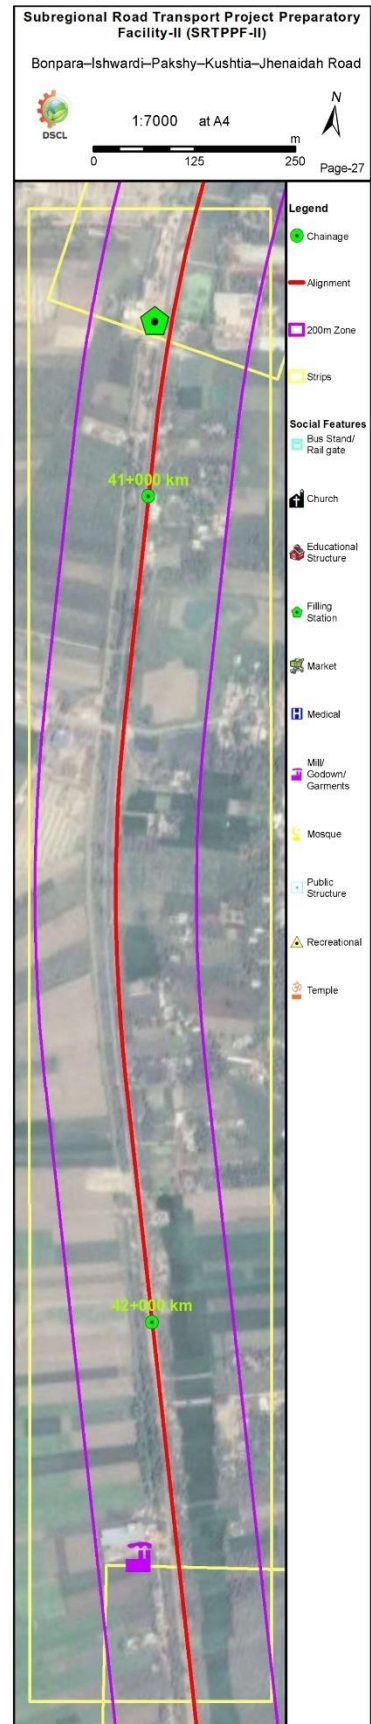 Subregional Road Transport Project Preparatory
Facility-II (SRTPPF-II)
Bonpara–Ishwardi–Pakshy–Kushtia–Jhenaidah Road
DSCL
1:7000 at A4
N
m
0 125 250
Page-27
Legend
Chainage
Alignment
200m Zone
Strips
Social Features
Bus Stand/
Rail gate
Church
Educational
Structure
Filling
Station
Market
H Medical
Mill/
Godown/
Garments
Mosque
Public
Structure
Recreational
Temple
41+000 km
42+000 km